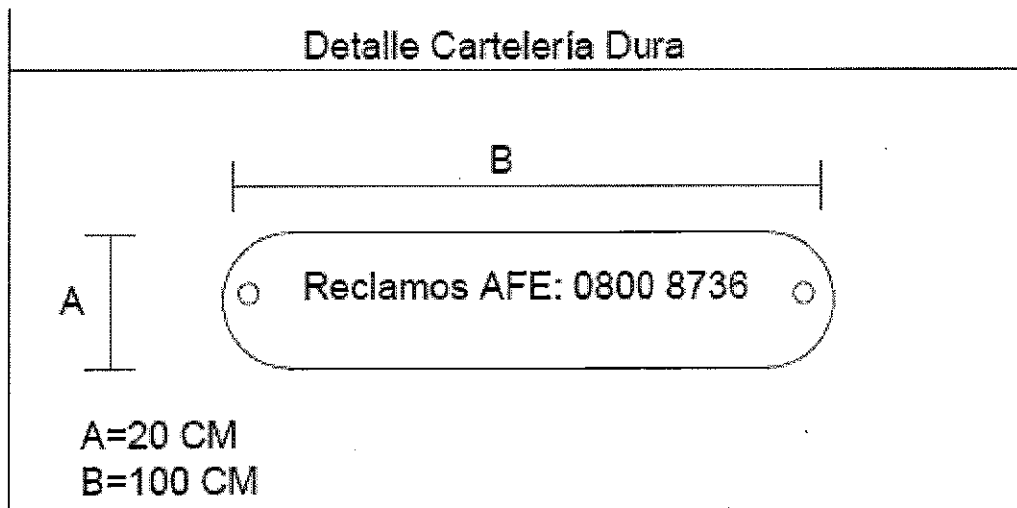 Detalle Cartelería Dura
B
A
Reclamos AFE: 0800 8736
A=20 CM
B=100 CM